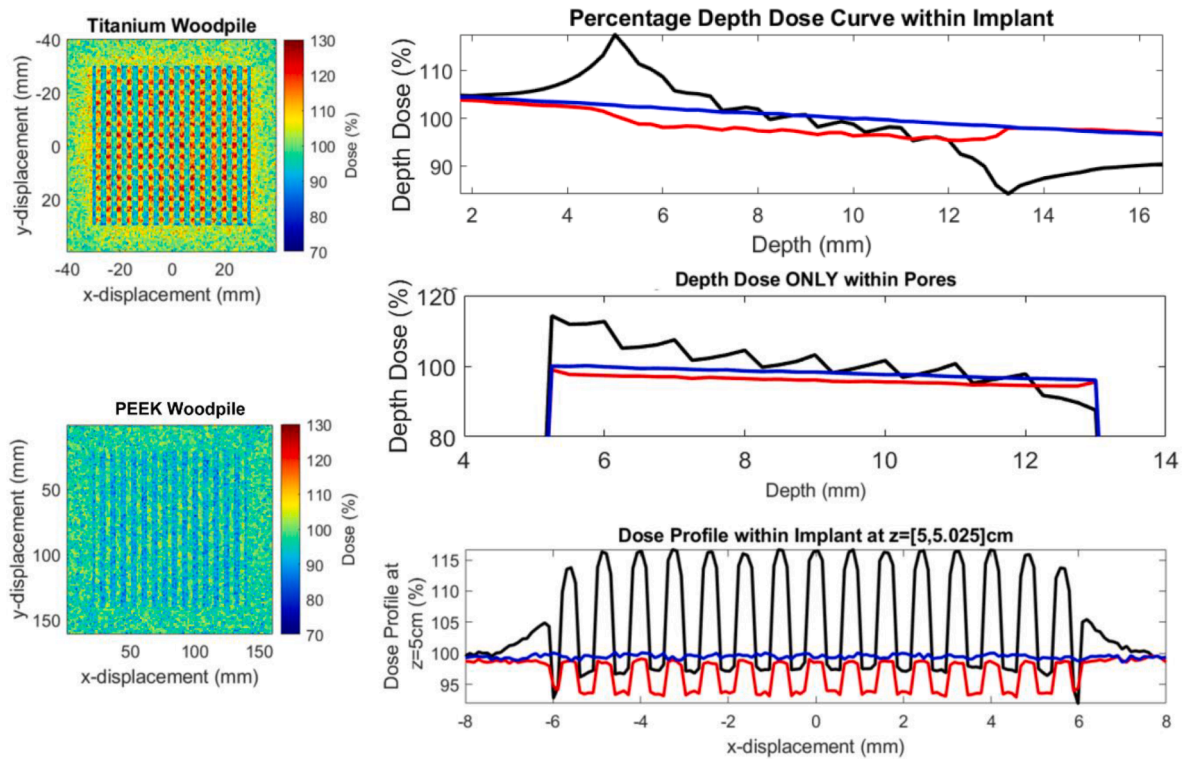 Titanium Woodpile
-40
-20
0
20
y-displacement (mm)
-40 -20 0 20
x-displacement (mm)
130
120
110
100
90
80
70
Dose (%)
PEEK Woodpile
50
100
150
y-displacement (mm)
50 100 150
x-displacement (mm)
130
120
110
100
90
80
70
Dose (%)
Percentage Depth Dose Curve within Implant
110
100
90
Depth Dose (%)
2 4 6 8 10 12 14 16
Depth (mm)
Depth Dose ONLY within Pores
120
100
80
Depth Dose (%)
4 6 8 10 12 14
Depth (mm)
Dose Profile within Implant at z=[5,5.025]cm
115
110
105
100
95
Dose Profile at
z=5cm (%)
-8 -6 -4 -2 0 2 4 6 8
x-displacement (mm)